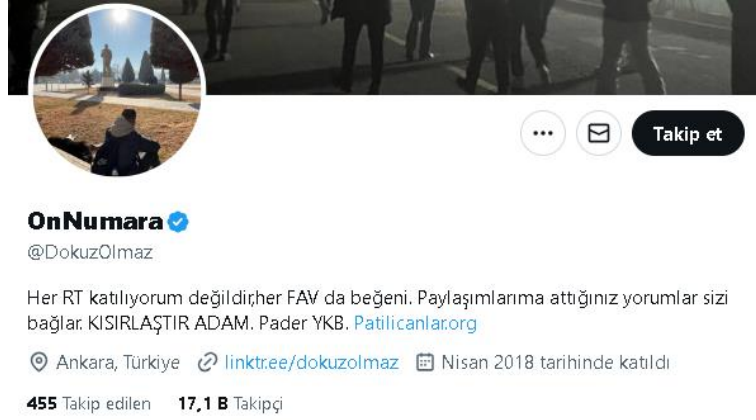 Takip et
OnNumara
@DokuzOlmaz
Her RT katılıyorum değildir,her FAV da beğeni. Paylaşımlarıma attığınız yorumlar sizi
bağlar. KISIRLAŞTIR ADAM. Pader YKB. Patilicanlar.org
Ankara, Türkiye linktr.ee/dokuzolmaz Nisan 2018 tarihinde katıldı
455 Takip edilen 17,1 B Takipçi